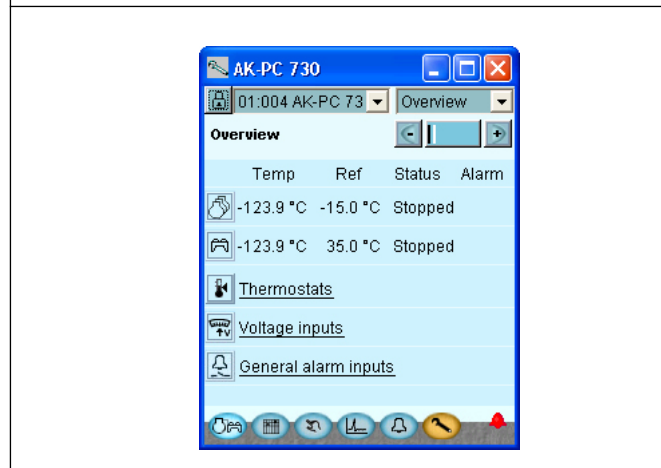 AK-PC 730
01:004 AK-PC 73 Overview
Overview
Temp Ref Status Alarm
-123.9 °C -15.0 °C Stopped
-123.9 °C 35.0 °C Stopped
Thermostats
Voltage inputs
General alarm inputs